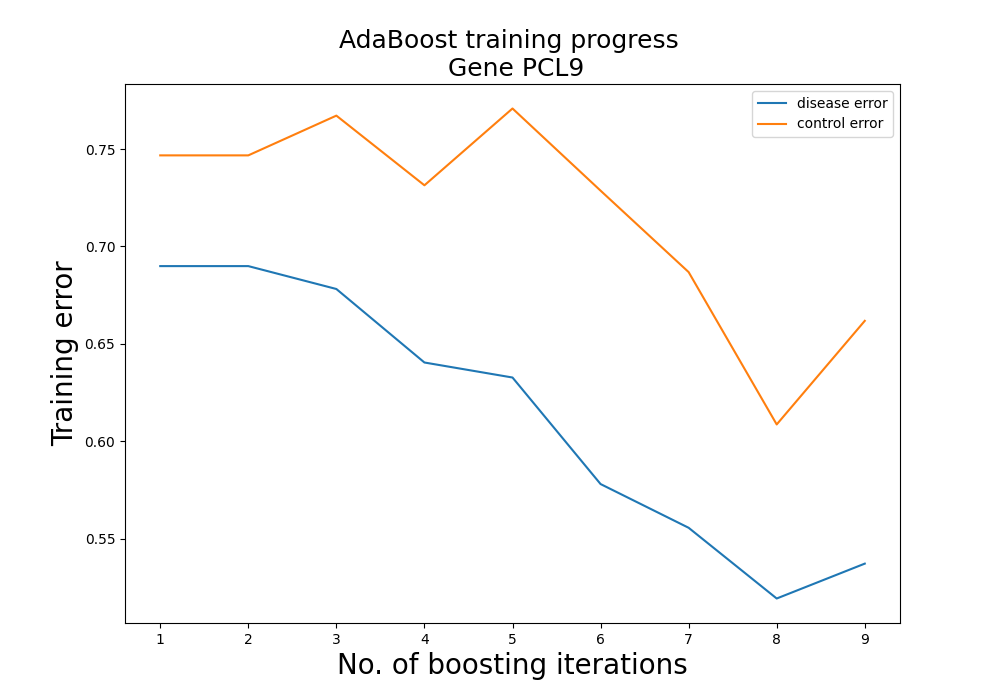 AdaBoost training progress
Gene PCL9
disease error
control error
Training error
0.75
0.70
0.65
0.60
0.55
1 2 3 4 5 6 7 8 9
No. of boosting iterations